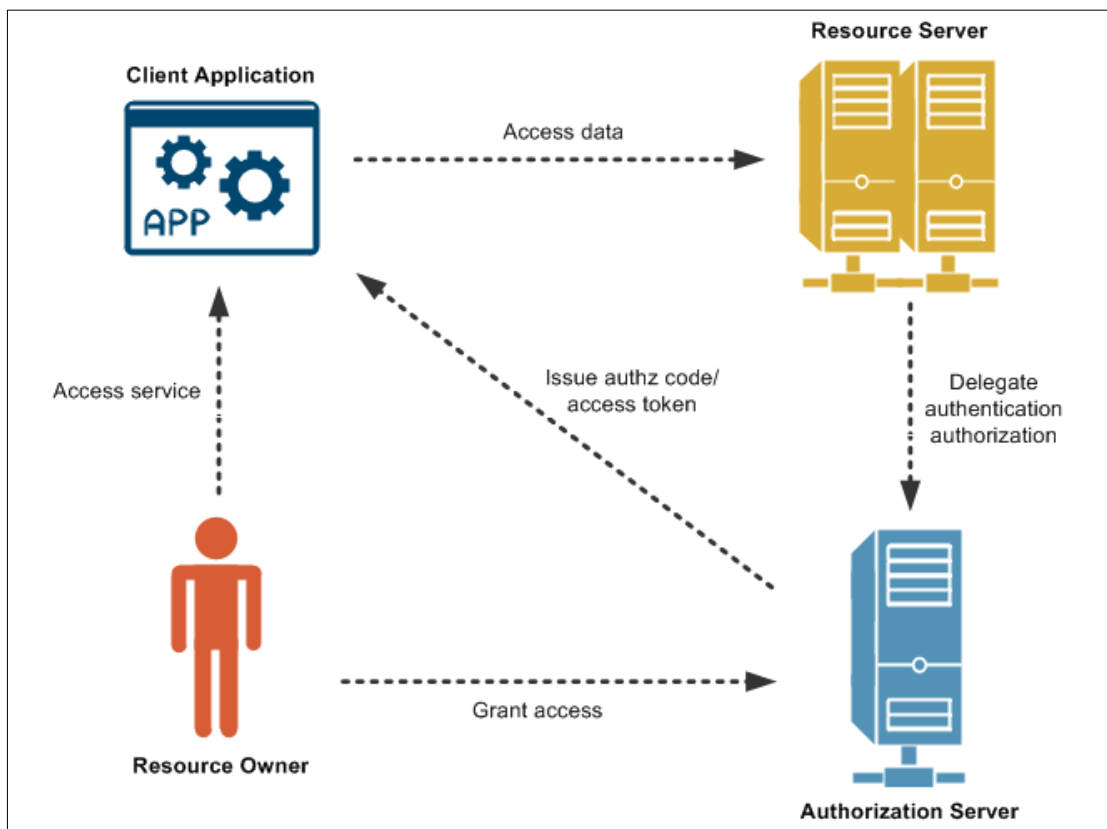 Resource Server
Client Application
Access data
APP
Access service
Issue authz code/
access token
Delegate
authentication
authorization
Grant access
Resource Owner
Authorization Server